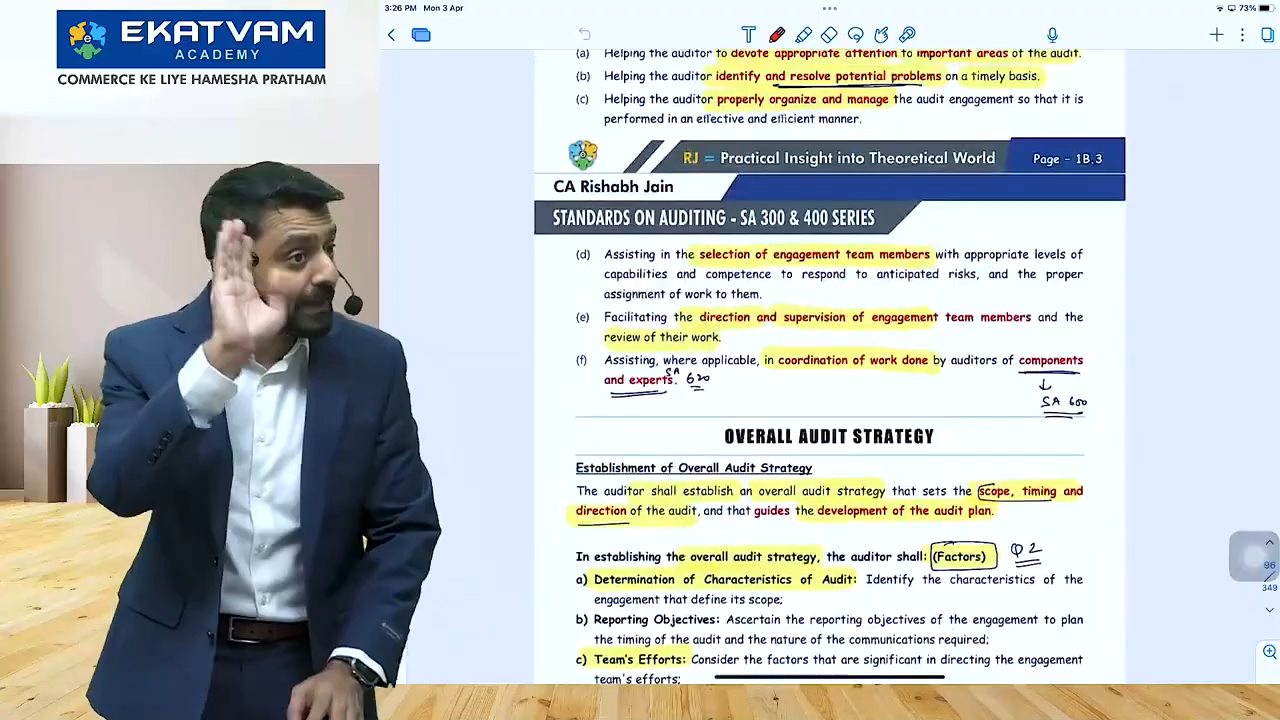 EKATVAM
ACADEMY
COMMERCE KE LIYE HAMESHA PRATHAM
3:26 PM Mon 3 Apr
73%
(a) Helping the auditor to devote appropriate attention to important areas of the audit.
(b) Helping the auditor identify and resolve potential problems on a timely basis.
(c) Helping the auditor properly organize and manage the audit engagement so that it is
performed in an effective and efficient manner.
RJ = Practical Insight into Theoretical World
Page - 1B.3
CA Rishabh Jain
STANDARDS ON AUDITING - SA 300 & 400 SERIES
(d) Assisting in the selection of engagement team members with appropriate levels of
capabilities and competence to respond to anticipated risks, and the proper
assignment of work to them.
(e) Facilitating the direction and supervision of engagement team members and the
review of their work.
(f) Assisting, where applicable, in coordination of work done by auditors of components
and experts. SA 620
SA 600
OVERALL AUDIT STRATEGY
Establishment of Overall Audit Strategy
The auditor shall establish an overall audit strategy that sets the scope, timing and
direction of the audit, and that guides the development of the audit plan.
In establishing the overall audit strategy, the auditor shall: (Factors) Q 2
a) Determination of Characteristics of Audit: Identify the characteristics of the
engagement that define its scope;
b) Reporting Objectives: Ascertain the reporting objectives of the engagement to plan
the timing of the audit and the nature of the communications required;
c) Team's Efforts: Consider the factors that are significant in directing the engagement
team's efforts;
96
349